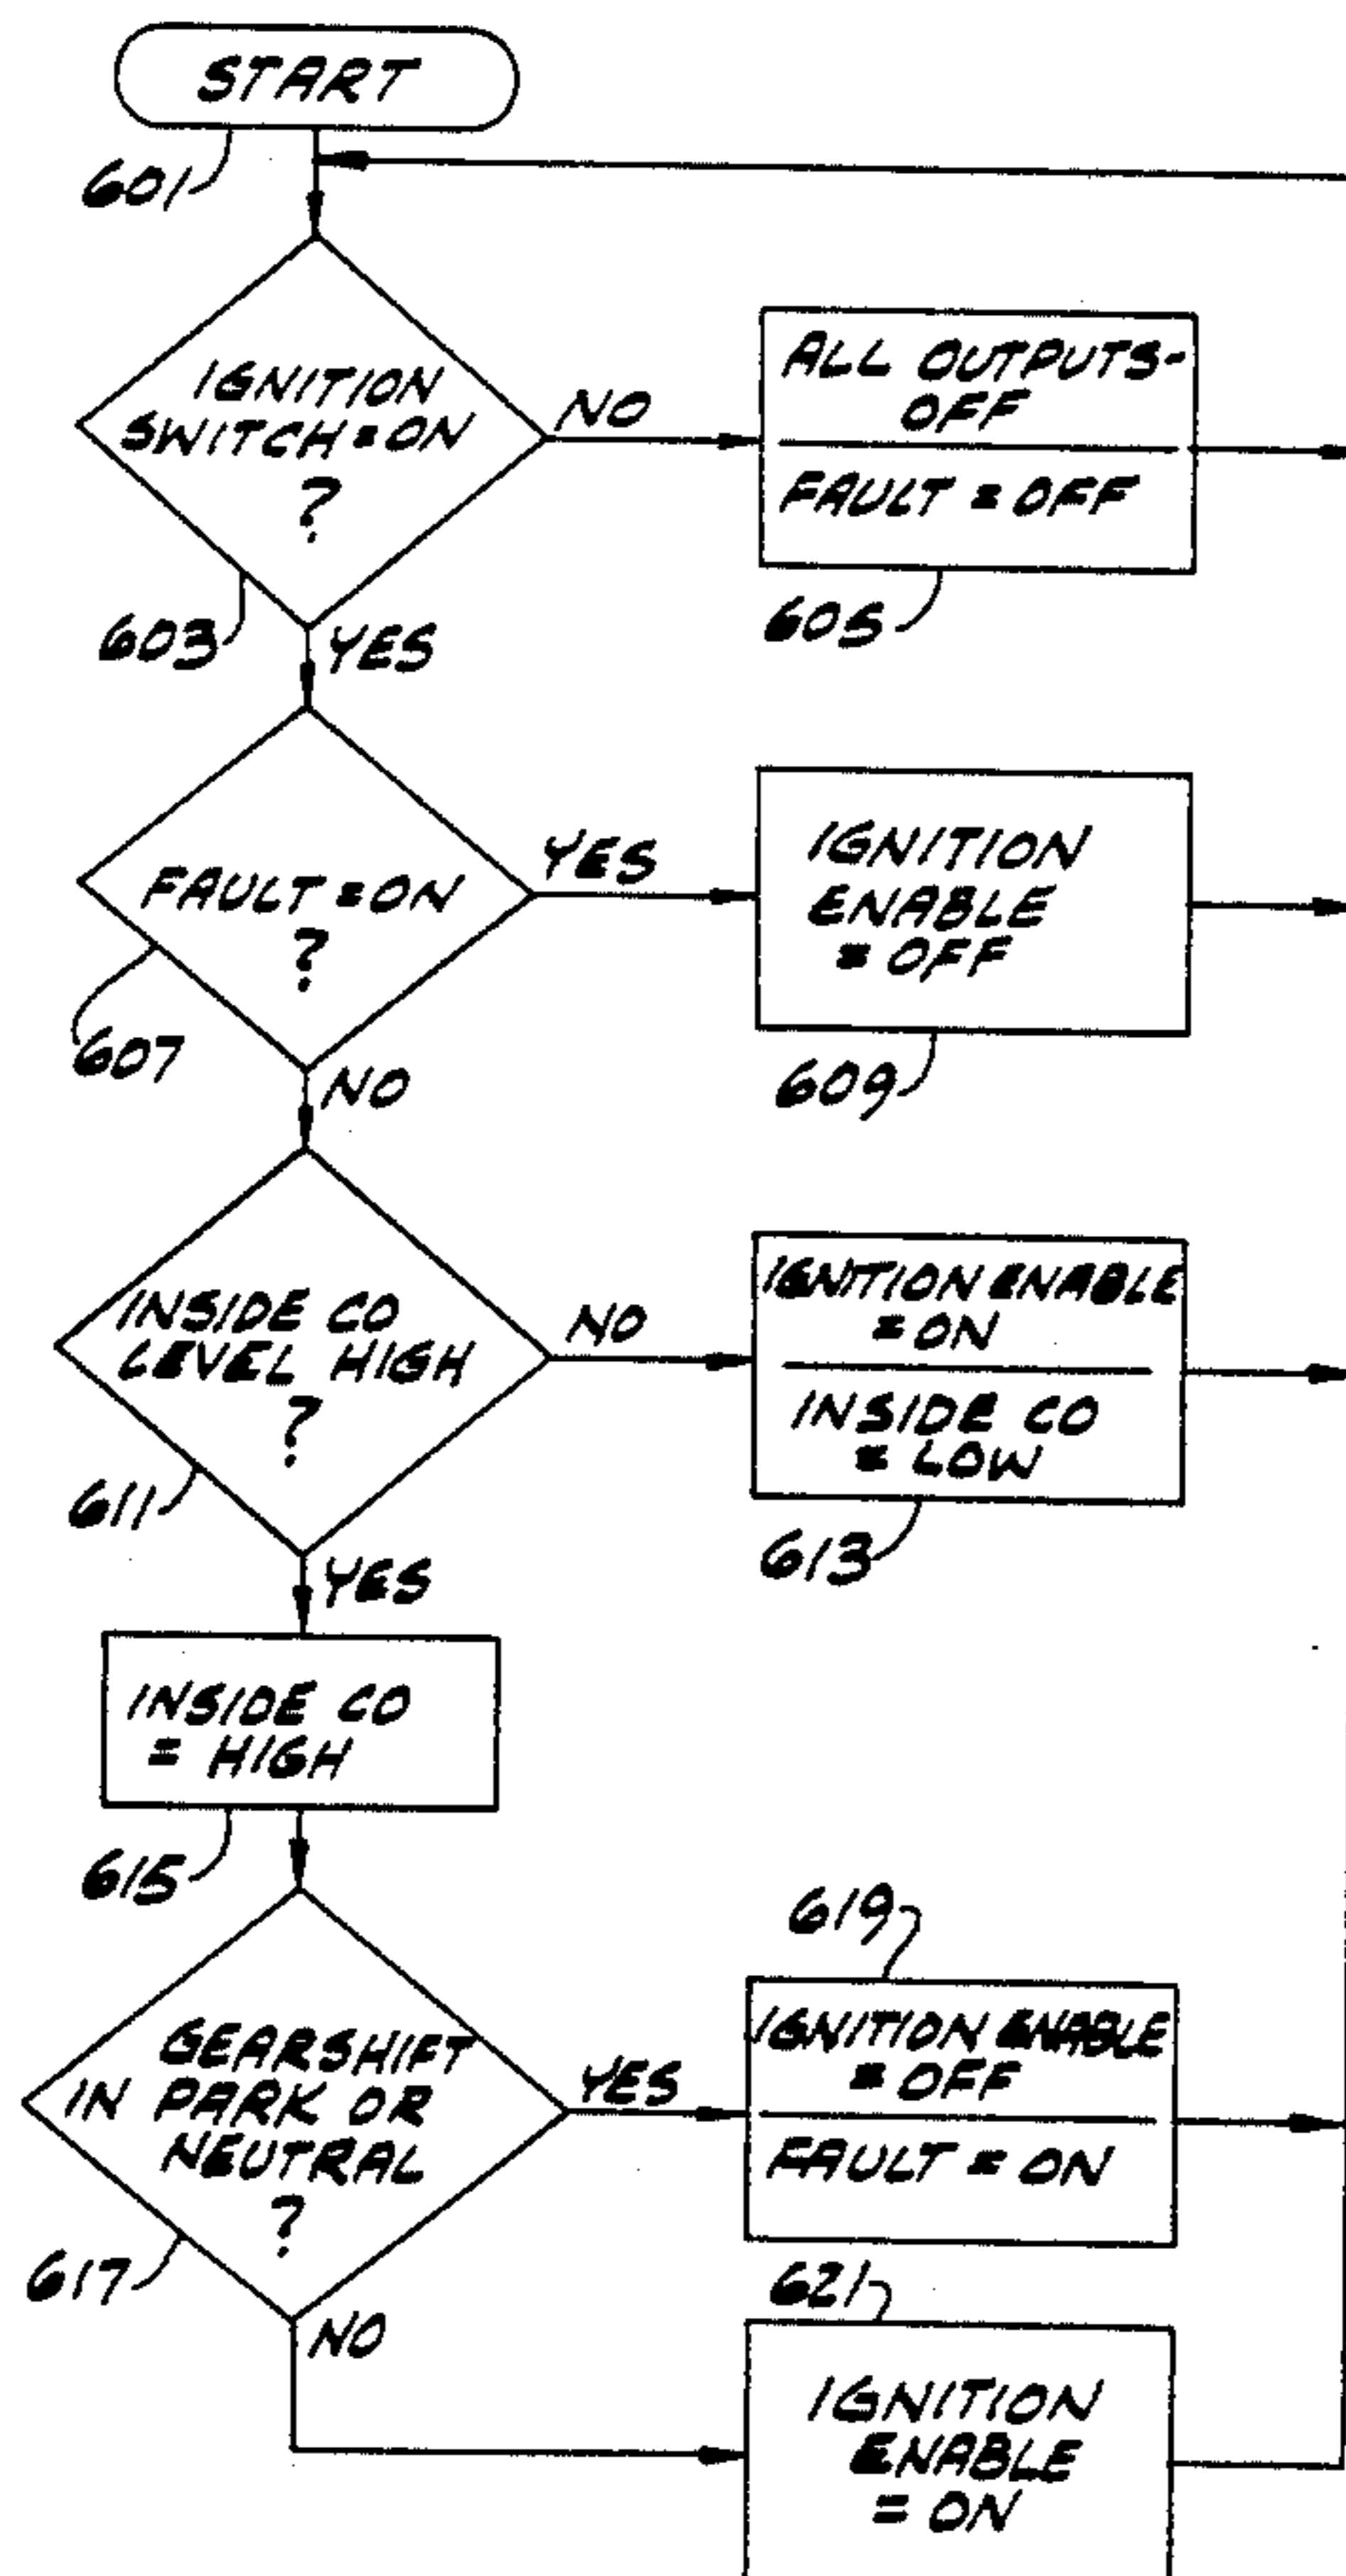 START
601
IGNITION
SWITCH = ON
?
NO
ALL OUTPUTS-
OFF
FAULT = OFF
603
YES
605
FAULT = ON
?
YES
IGNITION
ENABLE
= OFF
607
NO
609
INSIDE CO
LEVEL HIGH
?
NO
IGNITION ENABLE
= ON
INSIDE CO
= LOW
611
YES
613
INSIDE CO
= HIGH
615
619
GEARSHIFT
IN PARK OR
NEUTRAL
?
YES
IGNITION ENABLE
= OFF
FAULT = ON
617
NO
621
IGNITION
ENABLE
= ON